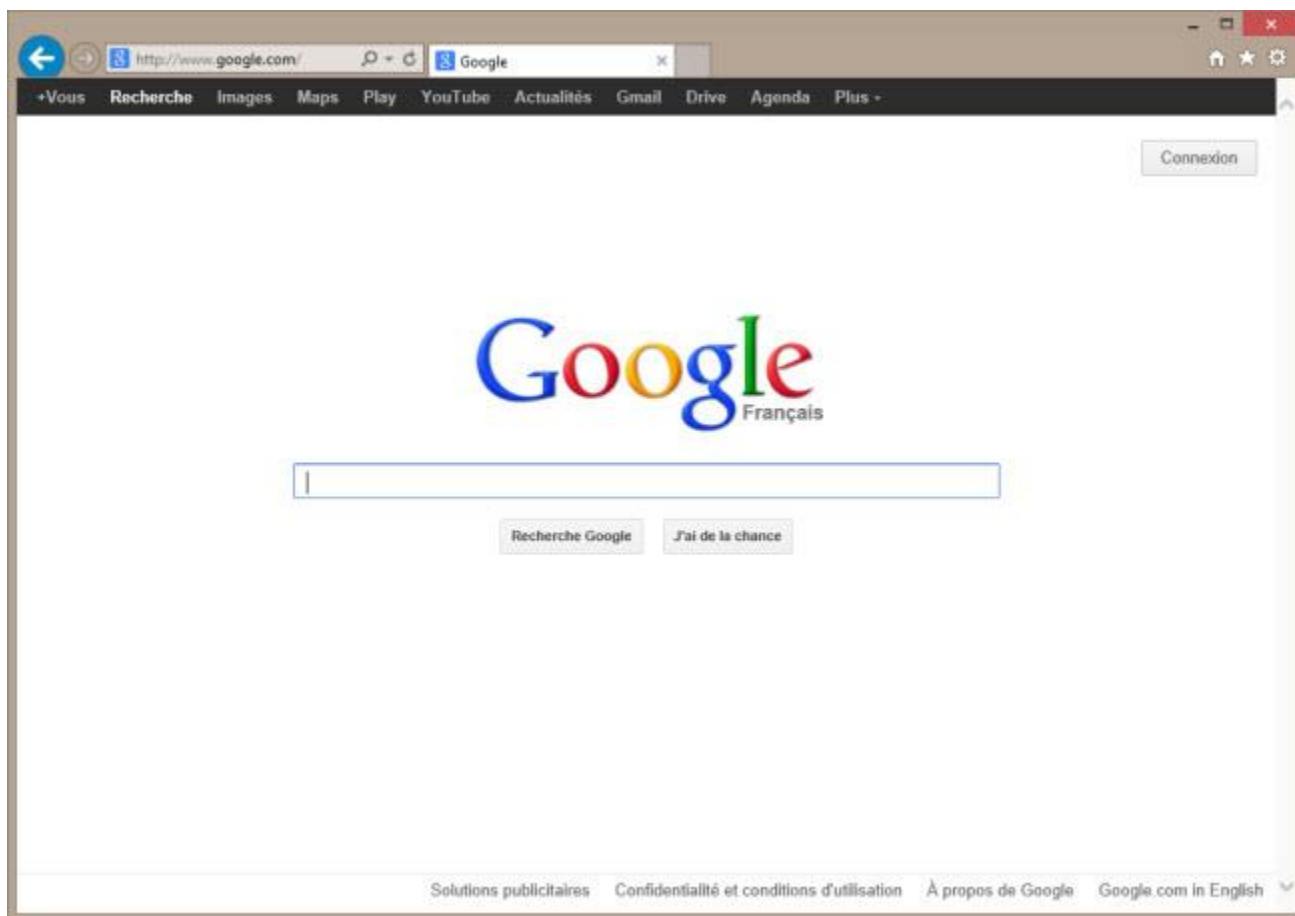 http://www.google.com/ Google
+Vous Recherche Images Maps Play YouTube Actualités Gmail Drive Agenda Plus
Connexion
Google
Français
Recherche Google J'ai de la chance
Solutions publicitaires Confidentialité et conditions d'utilisation À propos de Google Google.com in English